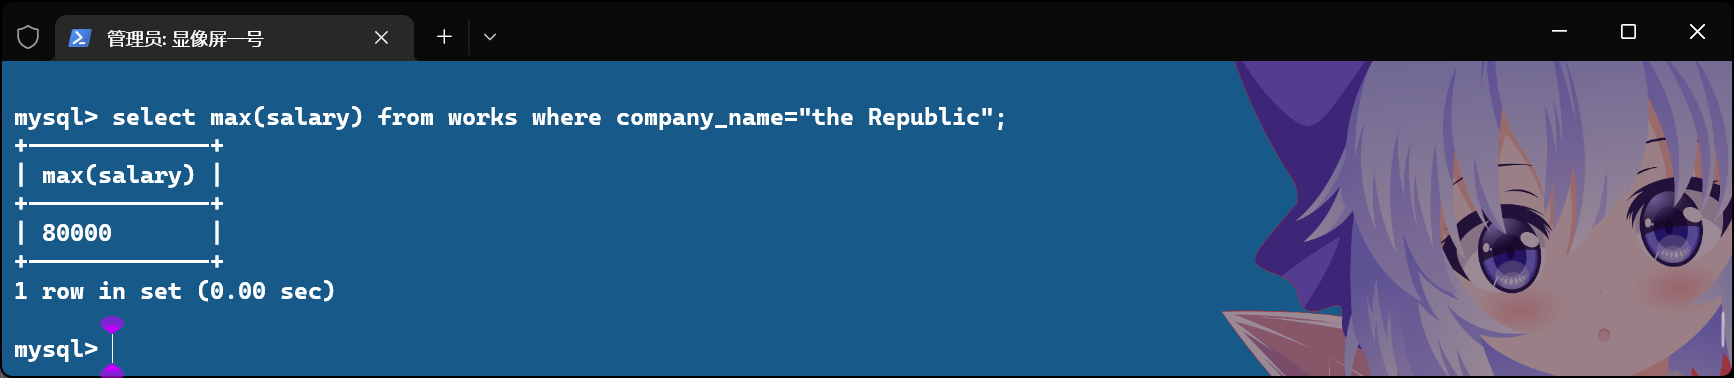 管理员: 显像屏一号
mysql> select max(salary) from works where company_name="the Republic";
+-------------+
| max(salary) |
+-------------+
| 80000       |
+-------------+
1 row in set (0.00 sec)
mysql>